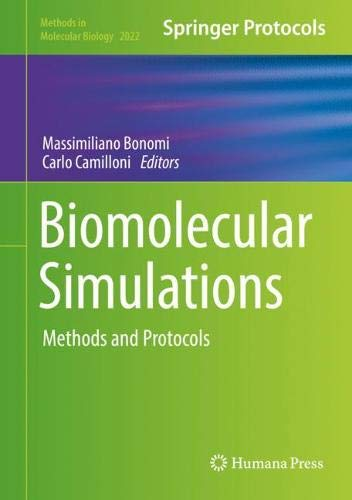 Methods in
Molecular Biology 2022
Springer Protocols
Massimiliano Bonomi
Carlo Camilloni Editors
Biomolecular
Simulations
Methods and Protocols
Humana Press